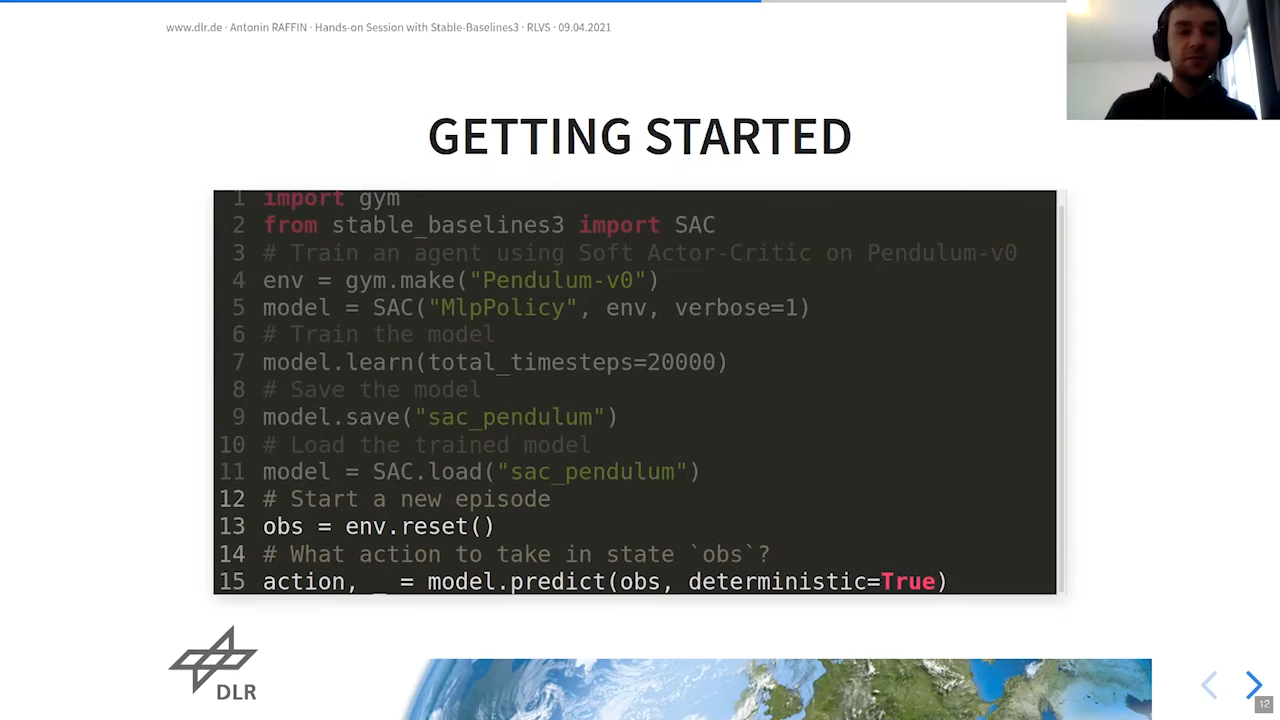 www.dlr.de · Antonin RAFFIN · Hands-on Session with Stable-Baselines3 · RLVS · 09.04.2021
GETTING STARTED
1 import gym
2 from stable_baselines3 import SAC
3 # Train an agent using Soft Actor-Critic on Pendulum-v0
4 env = gym.make("Pendulum-v0")
5 model = SAC("MlpPolicy", env, verbose=1)
6 # Train the model
7 model.learn(total_timesteps=20000)
8 # Save the model
9 model.save("sac_pendulum")
10 # Load the trained model
11 model = SAC.load("sac_pendulum")
12 # Start a new episode
13 obs = env.reset()
14 # What action to take in state `obs`?
15 action, _ = model.predict(obs, deterministic=True)
DLR
12